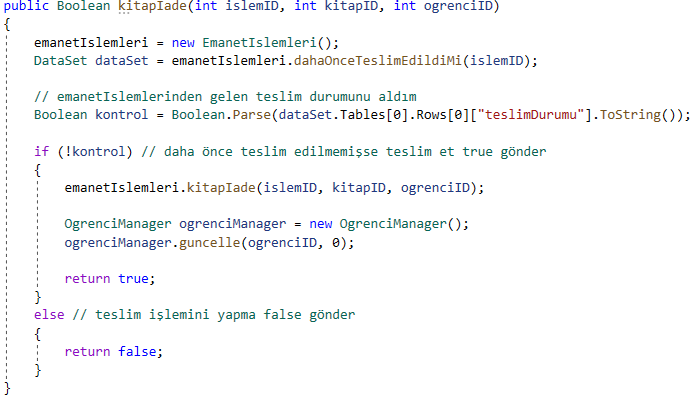 public Boolean kitapIade(int islemID, int kitapID, int ogrenciID)
{
emanetIslemleri = new EmanetIslemleri();
DataSet dataSet = emanetIslemleri.dahaOnceTeslimEdildiMi(islemID);
// emanetIslemlerinden gelen teslim durumunu aldım
Boolean kontrol = Boolean.Parse(dataSet.Tables[0].Rows[0]["teslimDurumu"].ToString());
if (!kontrol) // daha önce teslim edilmemişse teslim et true gönder
{
emanetIslemleri.kitapIade(islemID, kitapID, ogrenciID);
OgrenciManager ogrenciManager = new OgrenciManager();
ogrenciManager.guncelle(ogrenciID, 0);
return true;
}
else // teslim işlemini yapma false gönder
{
return false;
}
}